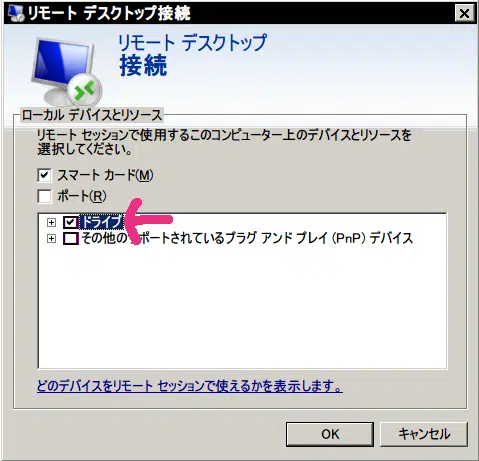 リモート デスクトップ接続
リモート デスクトップ
接続
ローカル デバイスとリソース
リモート セッションで使用するこのコンピューター上のデバイスとリソースを
選択してください。
スマート カード(M)
ポート(R)
ドライブ
その他のサポートされているプラグ アンド プレイ (PnP) デバイス
どのデバイスをリモート セッションで使えるかを表示します。
OK
キャンセル